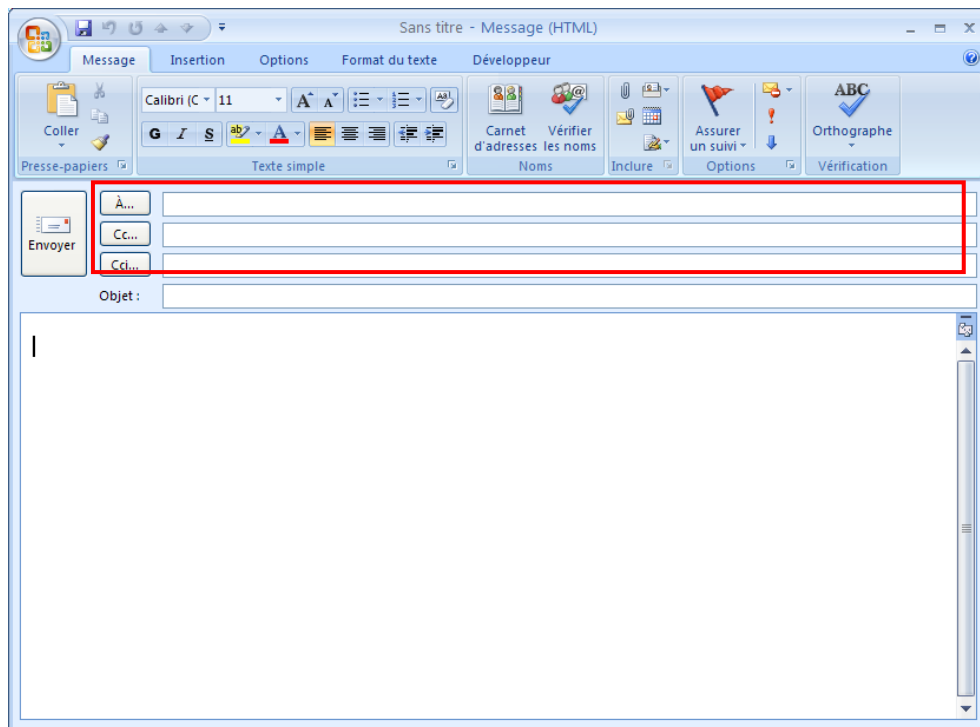 Sans titre - Message (HTML)
Message Insertion Options Format du texte Développeur
Coller
Presse-papiers
Calibri (C 11
G I S ab A
Texte simple
Carnet d'adresses
Vérifier les noms
Noms
Inclure
Assurer un suivi
Options
ABC
Orthographe
Vérification
Envoyer
À...
Cc...
Cci...
Objet :